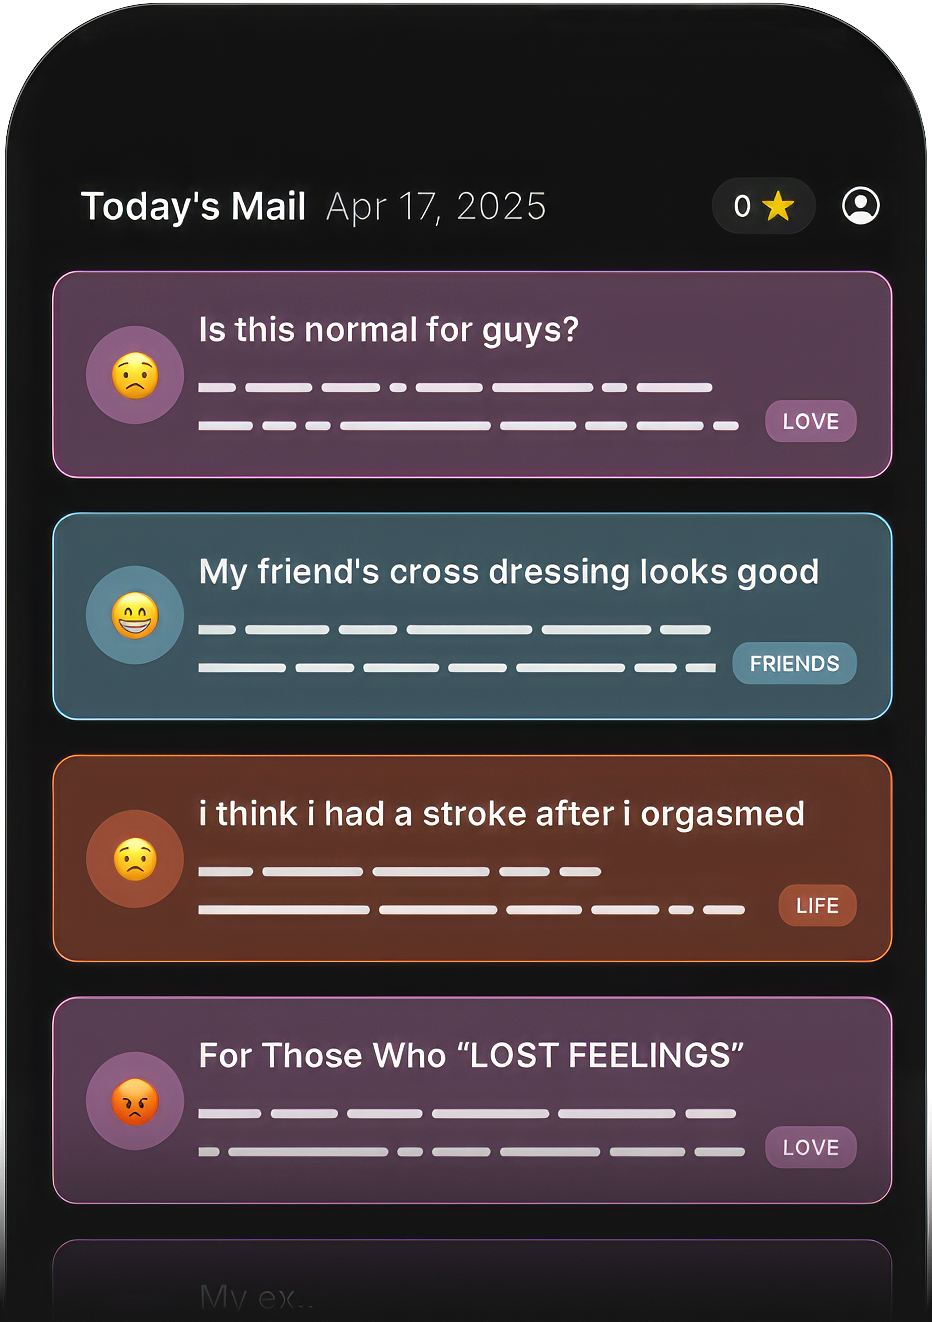 Today's Mail Apr 17, 2025 0
Is this normal for guys?
LOVE
My friend's cross dressing looks good
FRIENDS
i think i had a stroke after i orgasmed
LIFE
For Those Who “LOST FEELINGS”
LOVE
My ex..